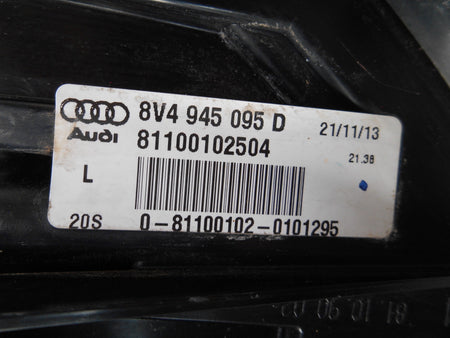 8V4 945 095 D 21/11/13
Audi 81100102504 21.38
L
20S 0-81100102-0101295